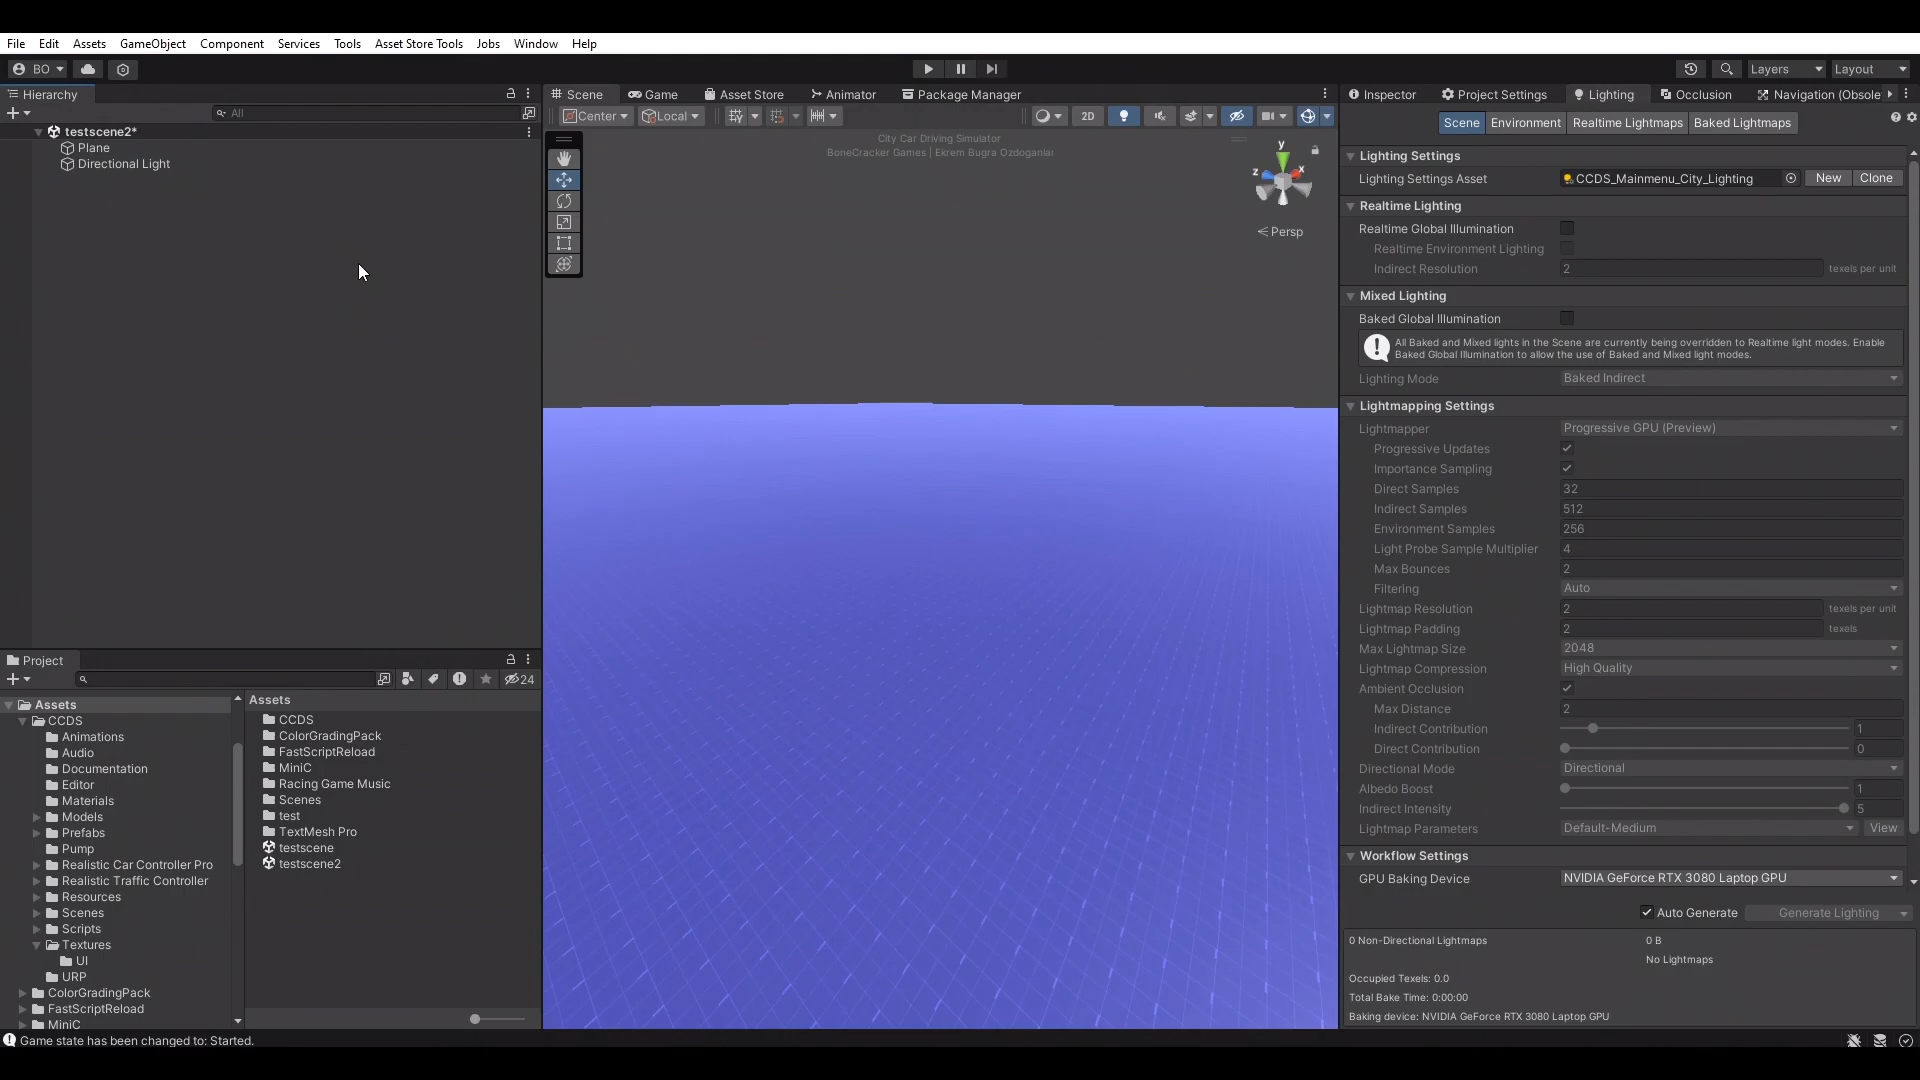 File Edit Assets GameObject Component Services Tools Asset Store Tools Jobs Window Help
BO
Layers
Layout
Hierarchy
All
testscene2*
Plane
Directional Light
Project
24
Assets
CCDS
Animations
Audio
Documentation
Editor
Materials
Models
Prefabs
Pump
Realistic Car Controller Pro
Realistic Traffic Controller
Resources
Scenes
Scripts
Textures
UI
URP
ColorGradingPack
FastScriptReload
MiniC
Assets
CCDS
ColorGradingPack
FastScriptReload
MiniC
Racing Game Music
Scenes
test
TextMesh Pro
testscene
testscene2
Scene Game Asset Store Animator Package Manager
Center Local 2D
City Car Driving Simulator
BoneCracker Games | Ekrem Bugra Ozdoganlar
y
z x
Persp
Inspector Project Settings Lighting Occlusion Navigation (Obsole
Scene Environment Realtime Lightmaps Baked Lightmaps
Lighting Settings
Lighting Settings Asset CCDS_Mainmenu_City_Lighting New Clone
Realtime Lighting
Realtime Global Illumination
Realtime Environment Lighting
Indirect Resolution 2 texels per unit
Mixed Lighting
Baked Global Illumination
All Baked and Mixed lights in the Scene are currently being overridden to Realtime light modes. Enable
Baked Global Illumination to allow the use of Baked and Mixed light modes.
Lighting Mode Baked Indirect
Lightmapping Settings
Lightmapper Progressive GPU (Preview)
Progressive Updates
Importance Sampling
Direct Samples 32
Indirect Samples 512
Environment Samples 256
Light Probe Sample Multiplier 4
Max Bounces 2
Filtering Auto
Lightmap Resolution 2 texels per unit
Lightmap Padding 2 texels
Max Lightmap Size 2048
Lightmap Compression High Quality
Ambient Occlusion
Max Distance 2
Indirect Contribution 1
Direct Contribution 0
Directional Mode Directional
Albedo Boost 1
Indirect Intensity 5
Lightmap Parameters Default-Medium View
Workflow Settings
GPU Baking Device NVIDIA GeForce RTX 3080 Laptop GPU
Auto Generate Generate Lighting
0 Non-Directional Lightmaps 0 B
No Lightmaps
Occupied Texels: 0.0
Total Bake Time: 0:00:00
Baking device: NVIDIA GeForce RTX 3080 Laptop GPU
Game state has been changed to: Started.